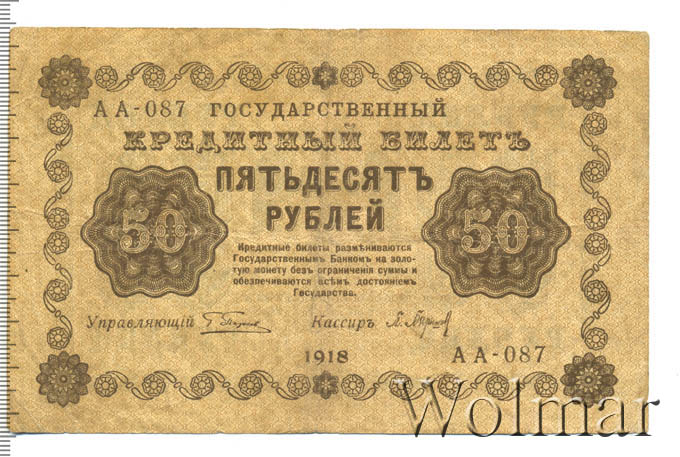 АА-087 ГОСУДАРСТВЕННЫЙ
КРЕДИТНЫЙ БИЛЕТЪ
ПЯТЬДЕСЯТЪ
РУБЛЕЙ
50 50
Кредитные билеты размѣниваются
Государственнымъ Банкомъ на золо-
тую монету безъ ограниченія суммы и
обезпечиваются всѣмъ достояніемъ
Государства.
Управляющій Кассиръ
1918 АА-087
Wolmar